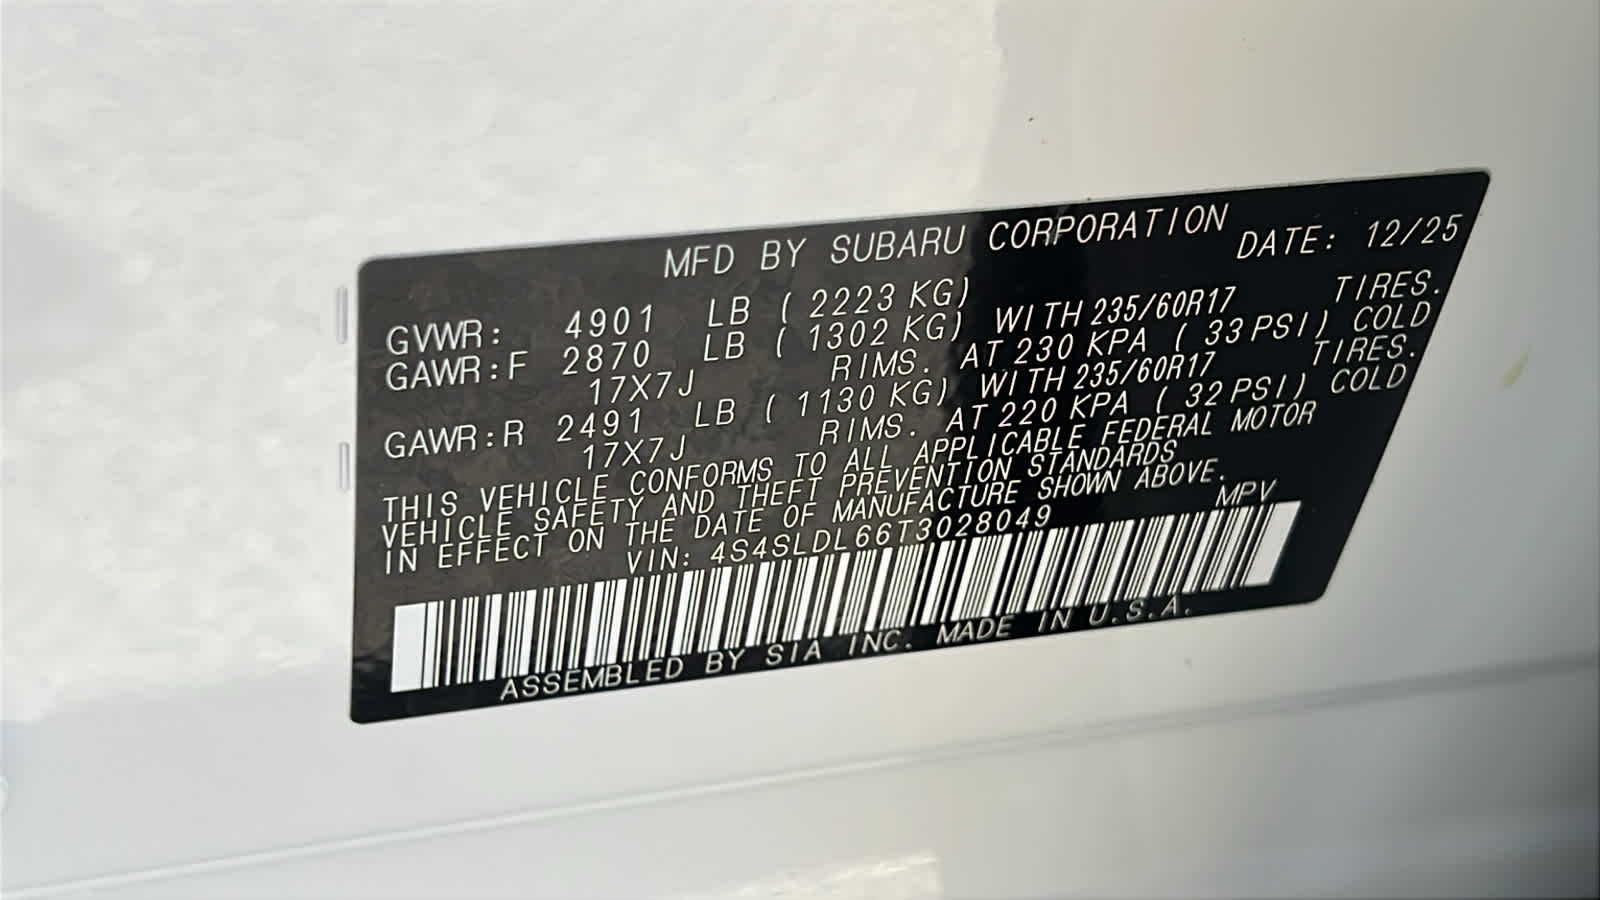 MFD BY SUBARU CORPORATION DATE: 12/25
GVWR: 4901 LB ( 2223 KG)
GAWR:F 2870 LB ( 1302 KG) WITH 235/60R17 TIRES.
17X7J RIMS. AT 230 KPA ( 33 PSI) COLD
GAWR:R 2491 LB ( 1130 KG) WITH 235/60R17 TIRES.
17X7J RIMS. AT 220 KPA ( 32 PSI) COLD
THIS VEHICLE CONFORMS TO ALL APPLICABLE FEDERAL MOTOR
VEHICLE SAFETY AND THEFT PREVENTION STANDARDS
IN EFFECT ON THE DATE OF MANUFACTURE SHOWN ABOVE.
VIN: 4S4SLDL66T3028049 MPV
ASSEMBLED BY SIA INC. MADE IN U.S.A.